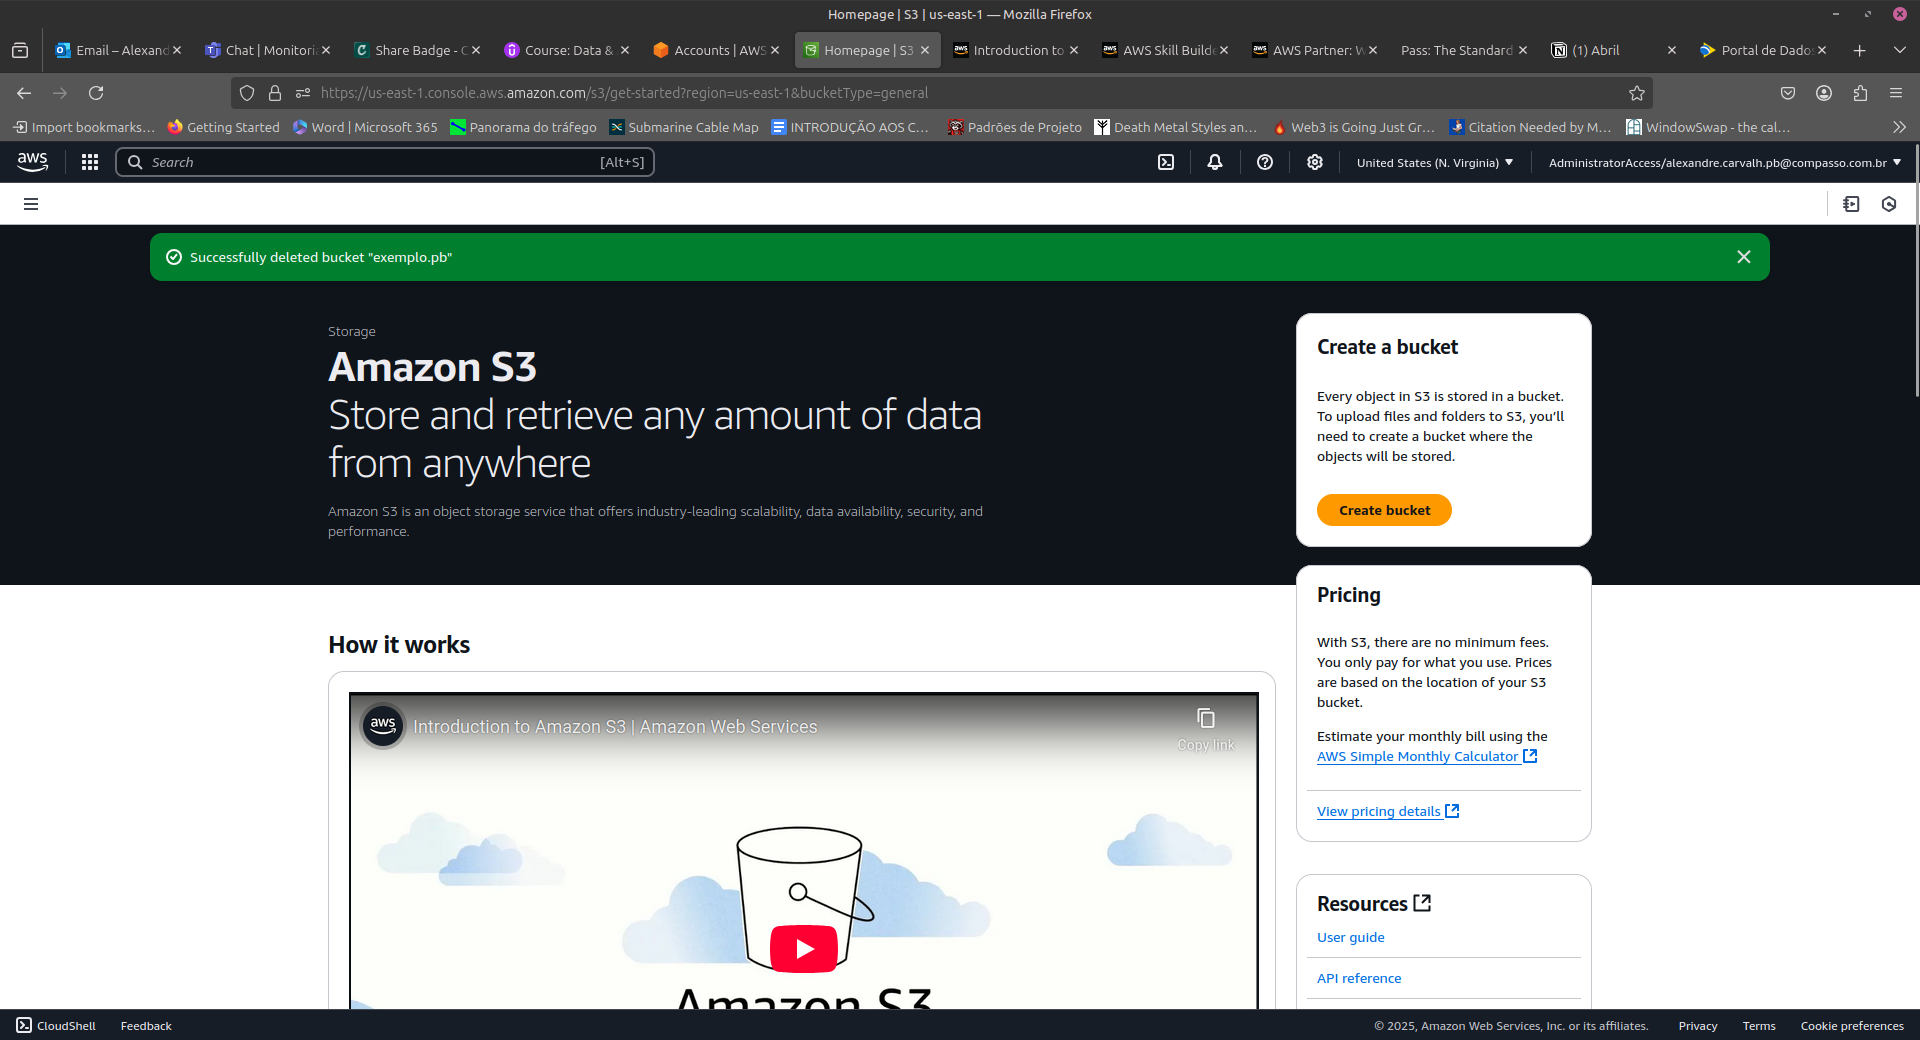 Homepage | S3 | us-east-1 — Mozilla Firefox
Email – Alexand
Chat | Monitori
Share Badge - C
Course: Data &
Accounts | AWS
Homepage | S3
Introduction to
AWS Skill Builde
AWS Partner: W
Pass: The Standard
(1) Abril
Portal de Dados
https://us-east-1.console.aws.amazon.com/s3/get-started?region=us-east-1&bucketType=general
Import bookmarks...
Getting Started
Word | Microsoft 365
Panorama do tráfego
Submarine Cable Map
INTRODUÇÃO AOS C...
Padrões de Projeto
Death Metal Styles an...
Web3 is Going Just Gr...
Citation Needed by M...
WindowSwap - the cal...
aws
Search
[Alt+S]
United States (N. Virginia)
AdministratorAccess/alexandre.carvalh.pb@compasso.com.br
Successfully deleted bucket "exemplo.pb"
Storage
Amazon S3
Store and retrieve any amount of data
from anywhere
Amazon S3 is an object storage service that offers industry-leading scalability, data availability, security, and
performance.
Create a bucket
Every object in S3 is stored in a bucket.
To upload files and folders to S3, you'll
need to create a bucket where the
objects will be stored.
Create bucket
Pricing
With S3, there are no minimum fees.
You only pay for what you use. Prices
are based on the location of your S3
bucket.
Estimate your monthly bill using the
AWS Simple Monthly Calculator
View pricing details
How it works
aws
Introduction to Amazon S3 | Amazon Web Services
Copy link
Amazon S3
Resources
User guide
API reference
CloudShell
Feedback
© 2025, Amazon Web Services, Inc. or its affiliates.
Privacy
Terms
Cookie preferences